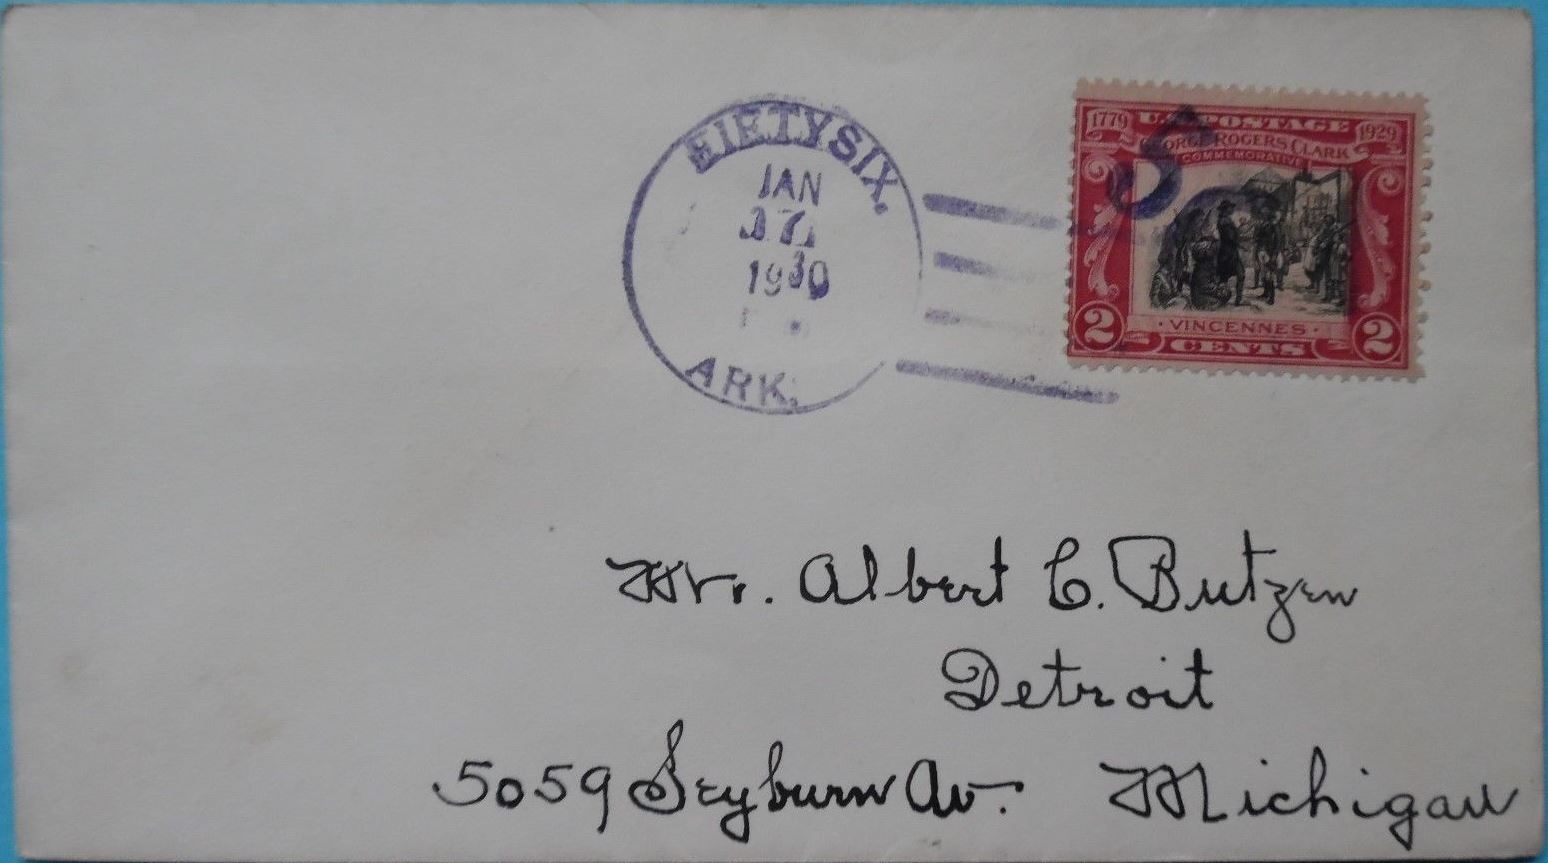 FIFTYSIX.
JAN
17
1930
ARK.
1779 U.S. POSTAGE 1929
GEORGE ROGERS CLARK
COMMEMORATIVE
· VINCENNES ·
2 CENTS 2
Mr. Albert C. Butzen
Detroit
5059 Seyburn Av. Michigan